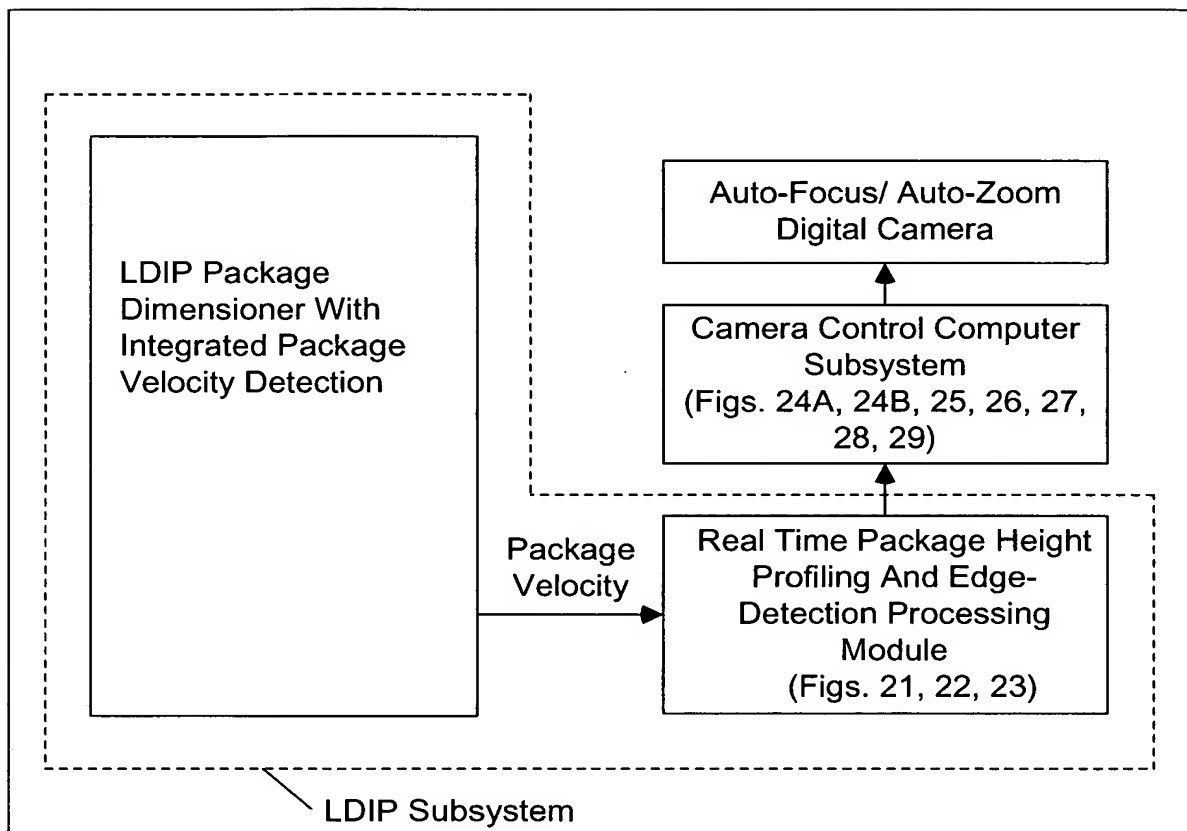 LDIP Package
Dimensioner With
Integrated Package
Velocity Detection
Auto-Focus/ Auto-Zoom
Digital Camera
Camera Control Computer
Subsystem
(Figs. 24A, 24B, 25, 26, 27,
28, 29)
Package
Velocity
Real Time Package Height
Profiling And Edge-
Detection Processing
Module
(Figs. 21, 22, 23)
LDIP Subsystem